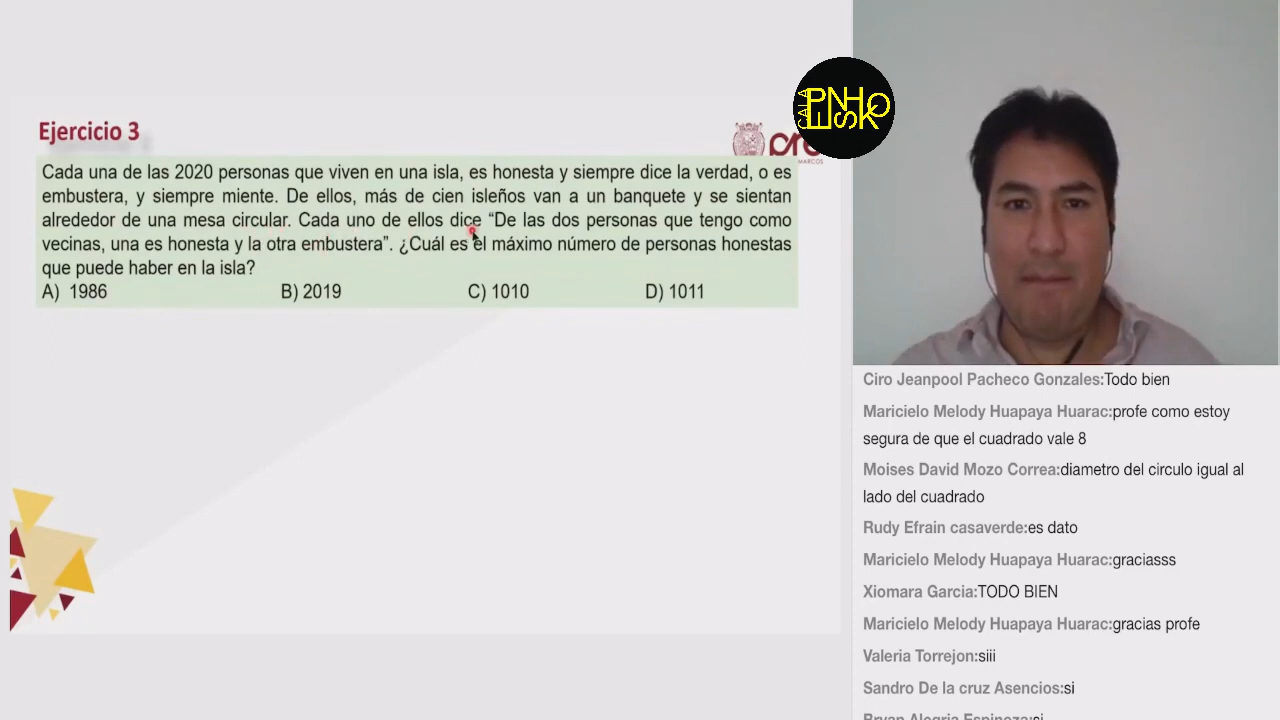 Ejercicio 3
Cada una de las 2020 personas que viven en una isla, es honesta y siempre dice la verdad, o es
embustera, y siempre miente. De ellos, más de cien isleños van a un banquete y se sientan
alrededor de una mesa circular. Cada uno de ellos dice “De las dos personas que tengo como
vecinas, una es honesta y la otra embustera”. ¿Cuál es el máximo número de personas honestas
que puede haber en la isla?
A) 1986 B) 2019 C) 1010 D) 1011
MARCOS
Ciro Jeanpool Pacheco Gonzales:Todo bien
Maricielo Melody Huapaya Huarac:profe como estoy
segura de que el cuadrado vale 8
Moises David Mozo Correa:diametro del circulo igual al
lado del cuadrado
Rudy Efrain casaverde:es dato
Maricielo Melody Huapaya Huarac:graciasss
Xiomara Garcia:TODO BIEN
Maricielo Melody Huapaya Huarac:gracias profe
Valeria Torrejon:siii
Sandro De la cruz Asencios:si